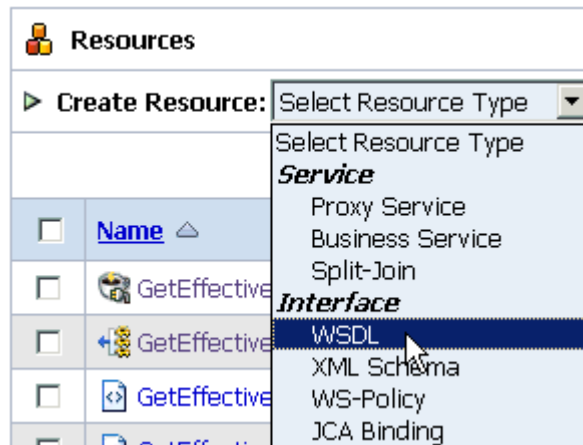 Resources
Create Resource: Select Resource Type
Select Resource Type
Service
Proxy Service
Business Service
Split-Join
Interface
WSDL
XML Schema
WS-Policy
JCA Binding
Name
GetEffective
GetEffective
GetEffective